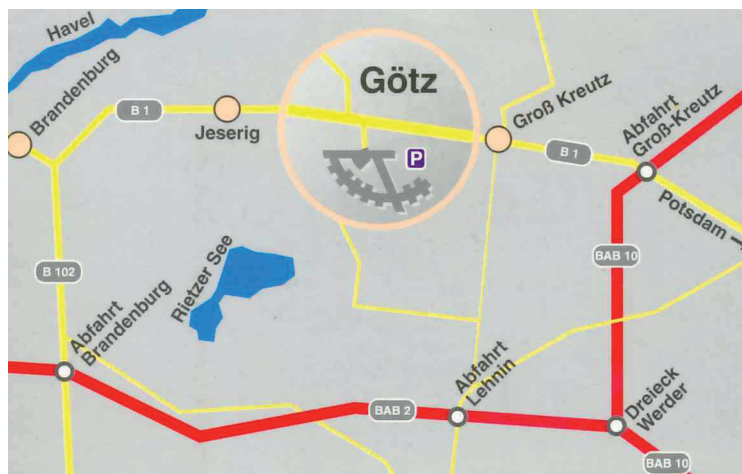 Havel
Brandenburg
B 1
Jeserig
Götz
P
Groß Kreutz
B 1
Abfahrt
Groß-Kreutz
Potsdam
B 102
Rietzer See
BAB 10
Abfahrt
Brandenburg
BAB 2
Abfahrt
Lehnin
Dreieck
Werder
BAB 10